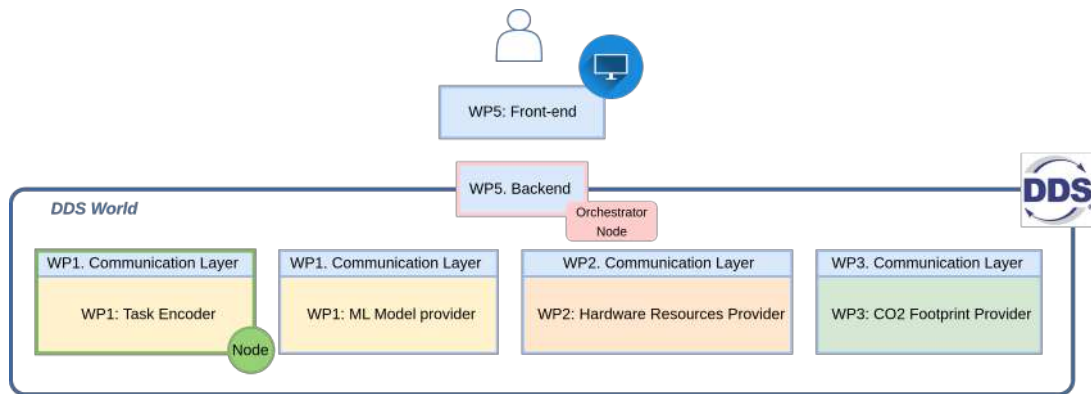 WP5: Front-end
WP5. Backend
DDS
DDS World
Orchestrator
Node
WP1. Communication Layer
WP1. Communication Layer
WP2. Communication Layer
WP3. Communication Layer
WP1: Task Encoder
WP1: ML Model provider
WP2: Hardware Resources Provider
WP3: CO2 Footprint Provider
Node